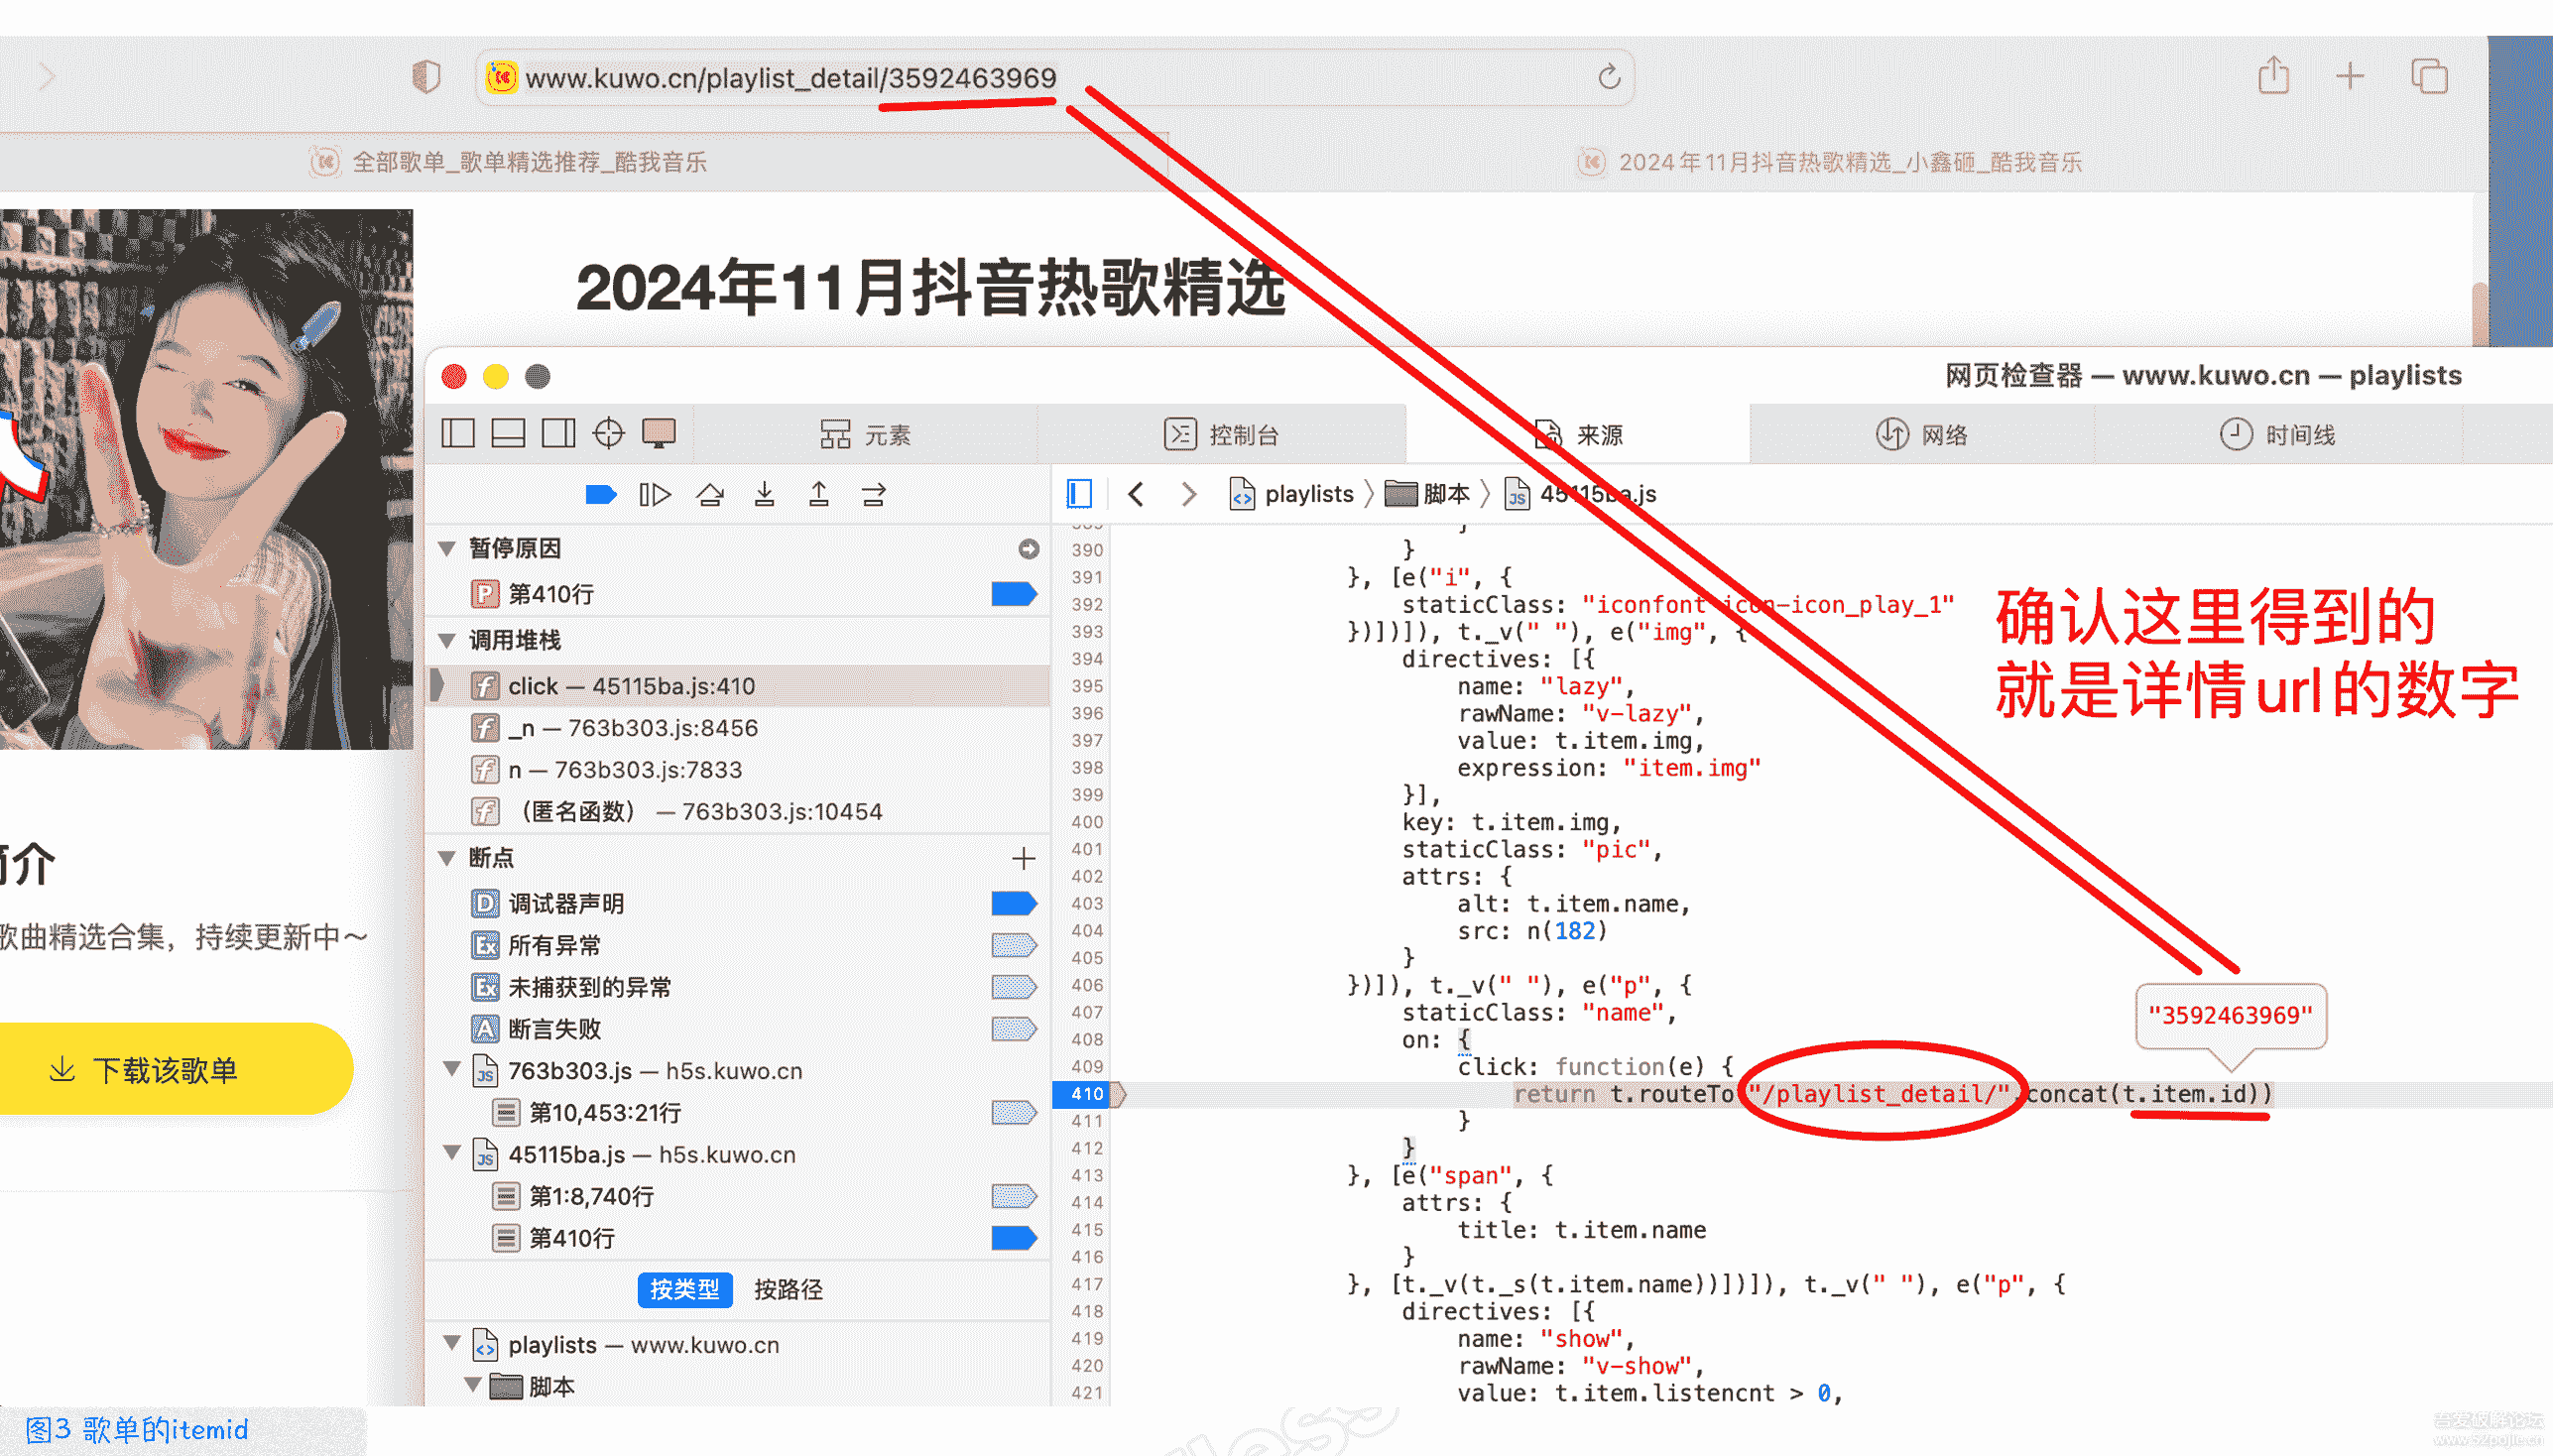 www.kuwo.cn/playlist_detail/3592463969
全部歌单_歌单精选推荐_酷我音乐
2024年11月抖音热歌精选_小鑫砸_酷我音乐
2024年11月抖音热歌精选
简介
歌曲精选合集，持续更新中～
下载该歌单
网页检查器 — www.kuwo.cn — playlists
元素
控制台
来源
网络
时间线
playlists 〉 脚本 〉 45115ba.js
暂停原因
第410行
调用堆栈
click — 45115ba.js:410
_n — 763b303.js:8456
n — 763b303.js:7833
（匿名函数） — 763b303.js:10454
断点
调试器声明
所有异常
未捕获到的异常
断言失败
763b303.js — h5s.kuwo.cn
第10,453:21行
45115ba.js — h5s.kuwo.cn
第1:8,740行
第410行
按类型 按路径
playlists — www.kuwo.cn
脚本
389 }
390 }
391 }, [e("i", {
392 staticClass: "iconfont icon-icon_play_1"
393 })])]), t._v(" "), e("img", {
394 directives: [{
395 name: "lazy",
396 rawName: "v-lazy",
397 value: t.item.img,
398 expression: "item.img"
399 }],
400 key: t.item.img,
401 staticClass: "pic",
402 attrs: {
403 alt: t.item.name,
404 src: n(182)
405 }
406 })]), t._v(" "), e("p", {
407 staticClass: "name",
408 on: {
409 click: function(e) {
410 return t.routeTo("/playlist_detail/".concat(t.item.id))
411 }
412 }
413 }, [e("span", {
414 attrs: {
415 title: t.item.name
416 }
417 }, [t._v(t._s(t.item.name))])]), t._v(" "), e("p", {
418 directives: [{
419 name: "show",
420 rawName: "v-show",
421 value: t.item.listencnt > 0,
"3592463969"
确认这里得到的
就是详情url的数字
图3 歌单的itemid
吾爱破解论坛
www.52pojie.cn